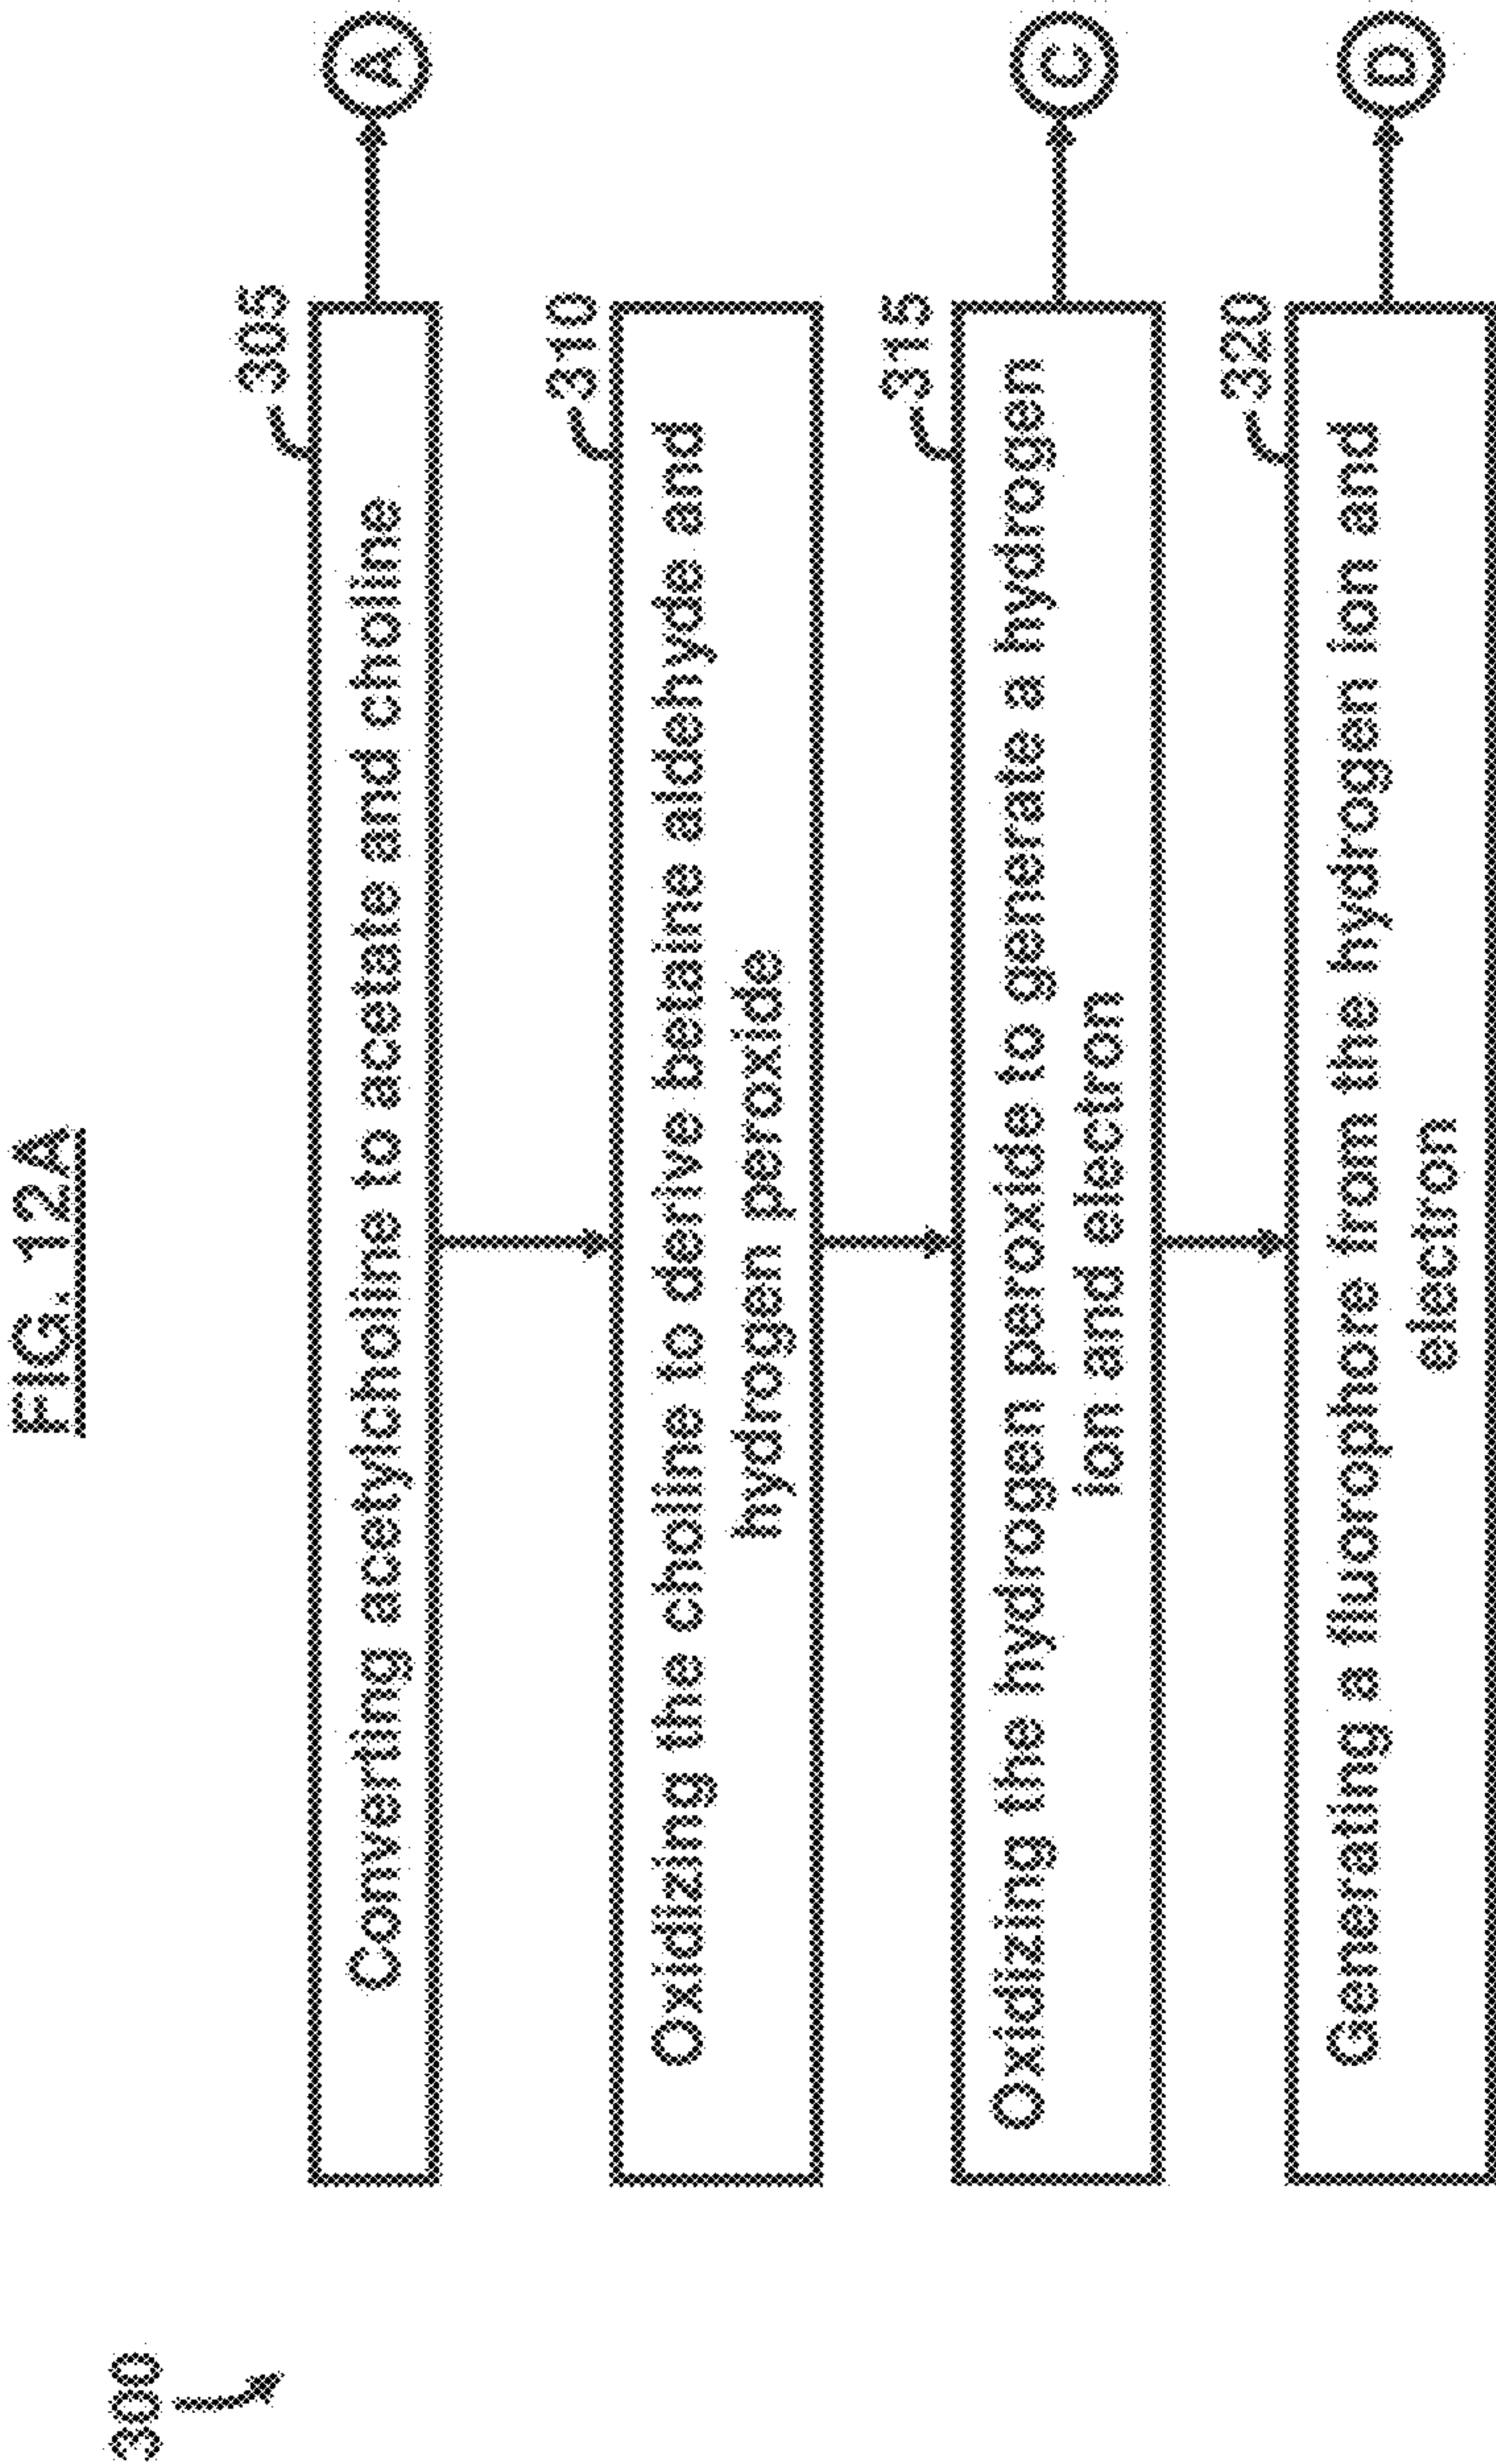 FIG. 12A
300
305
Converting acetylcholine to acetate and choline
A
310
Oxidizing the choline to derive betaine aldehyde and
hydrogen peroxide
315
Oxidizing the hydrogen peroxide to generate a hydrogen
ion and electron
C
320
Generating a fluorophore from the hydrogen ion and
electron
D